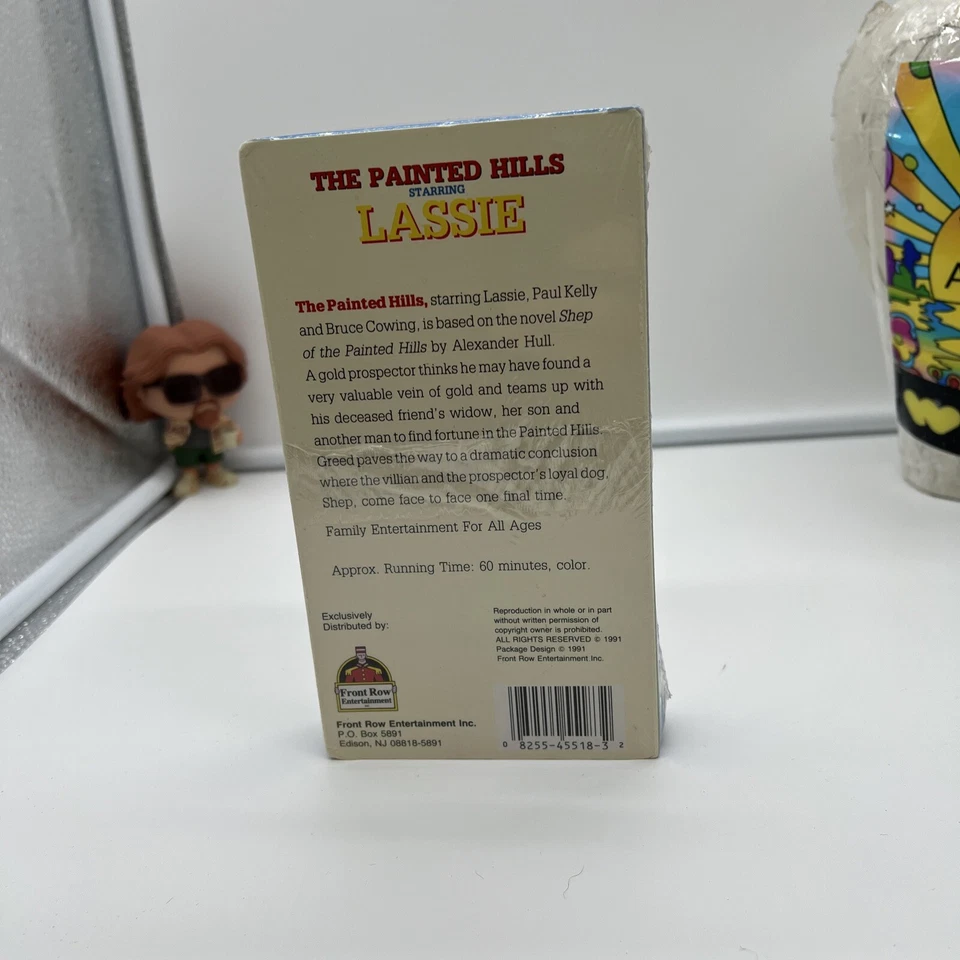 THE PAINTED HILLS
STARRING
LASSIE
The Painted Hills, starring Lassie, Paul Kelly
and Bruce Cowing, is based on the novel Shep
of the Painted Hills by Alexander Hull.
A gold prospector thinks he may have found a
very valuable vein of gold and teams up with
his deceased friend's widow, her son and
another man to find fortune in the Painted Hills.
Greed paves the way to a dramatic conclusion
where the villian and the prospector's loyal dog,
Shep, come face to face one final time.
Family Entertainment For All Ages
Approx. Running Time: 60 minutes, color.
Exclusively
Distributed by:
Front Row
Entertainment
Front Row Entertainment Inc.
P.O. Box 5891
Edison, NJ 08818-5891
Reproduction in whole or in part
without written permission of
copyright owner is prohibited.
ALL RIGHTS RESERVED © 1991
Package Design © 1991
Front Row Entertainment Inc.
0 8255-45518-3 2